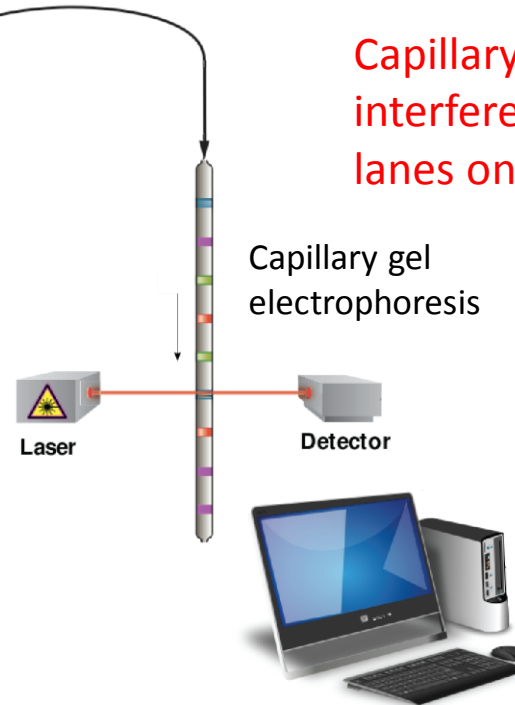 Capillary
interfere
lanes on
Capillary gel
electrophoresis
Laser
Detector